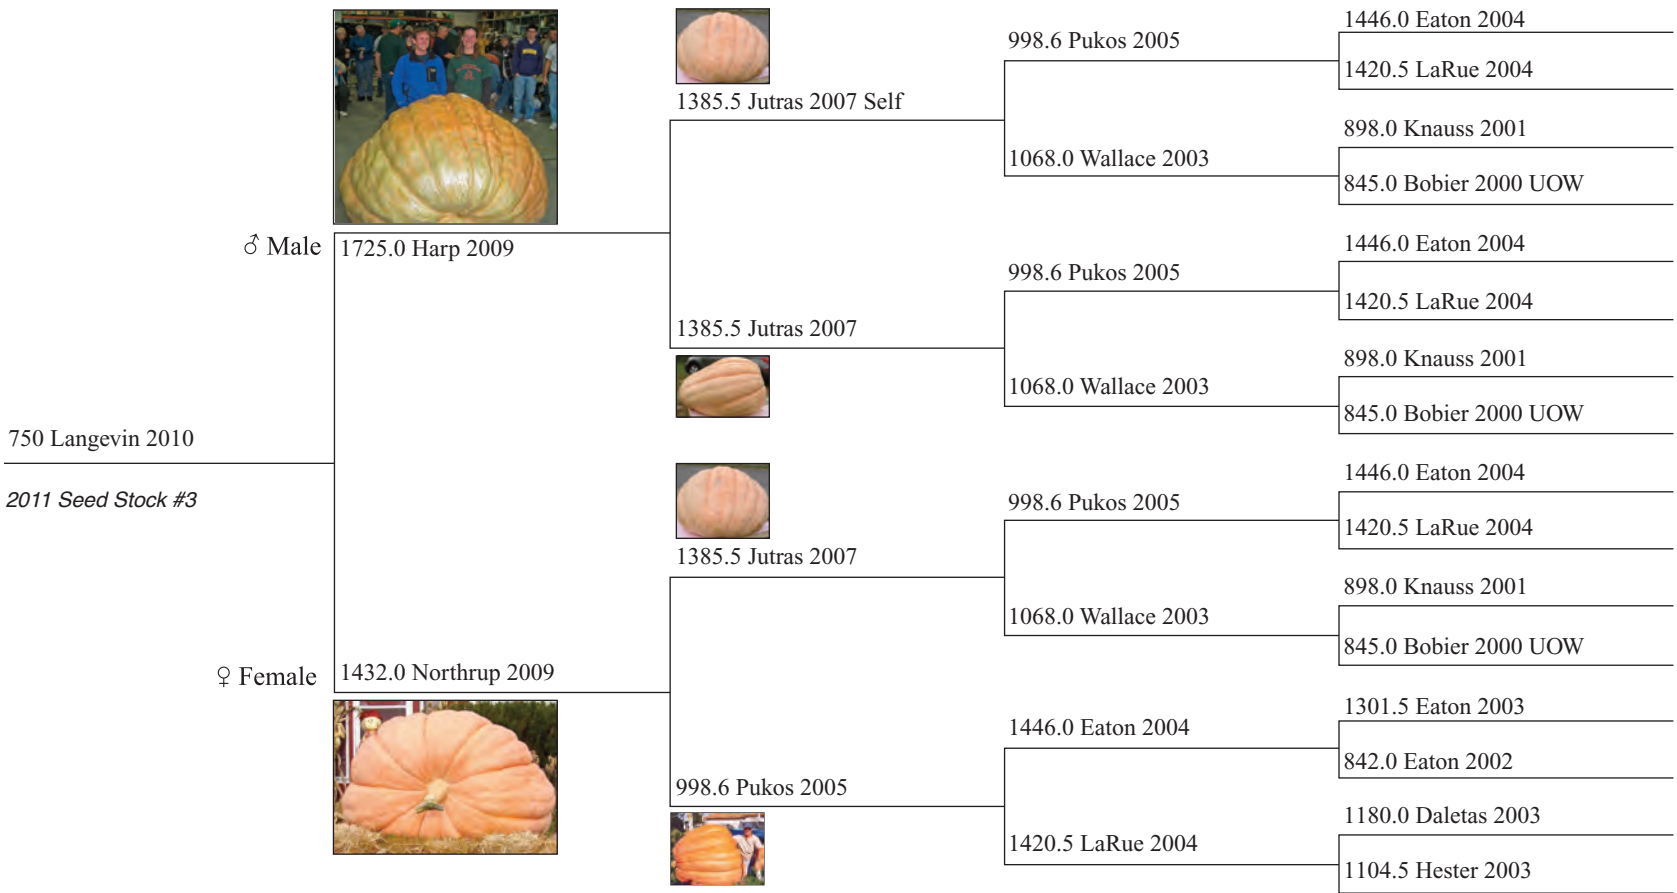 1446.0 Eaton 2004
998.6 Pukos 2005
1420.5 LaRue 2004
1385.5 Jutras 2007 Self
898.0 Knauss 2001
1068.0 Wallace 2003
845.0 Bobier 2000 UOW
♂ Male
1725.0 Harp 2009
1446.0 Eaton 2004
998.6 Pukos 2005
1420.5 LaRue 2004
1385.5 Jutras 2007
898.0 Knauss 2001
1068.0 Wallace 2003
845.0 Bobier 2000 UOW
750 Langevin 2010
2011 Seed Stock #3
1446.0 Eaton 2004
998.6 Pukos 2005
1420.5 LaRue 2004
1385.5 Jutras 2007
898.0 Knauss 2001
1068.0 Wallace 2003
845.0 Bobier 2000 UOW
♀ Female
1432.0 Northrup 2009
1301.5 Eaton 2003
1446.0 Eaton 2004
842.0 Eaton 2002
998.6 Pukos 2005
1180.0 Daletas 2003
1420.5 LaRue 2004
1104.5 Hester 2003